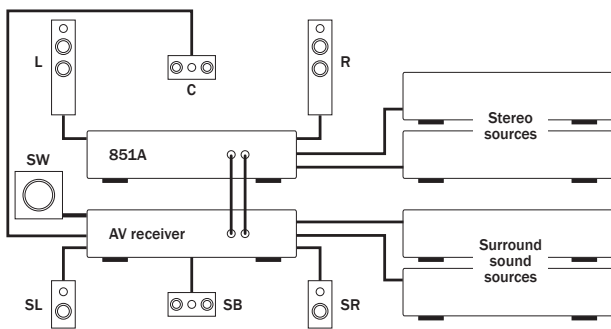 L
C
R
851A
Stereo
sources
SW
AV receiver
Surround
sound
sources
SL
SB
SR